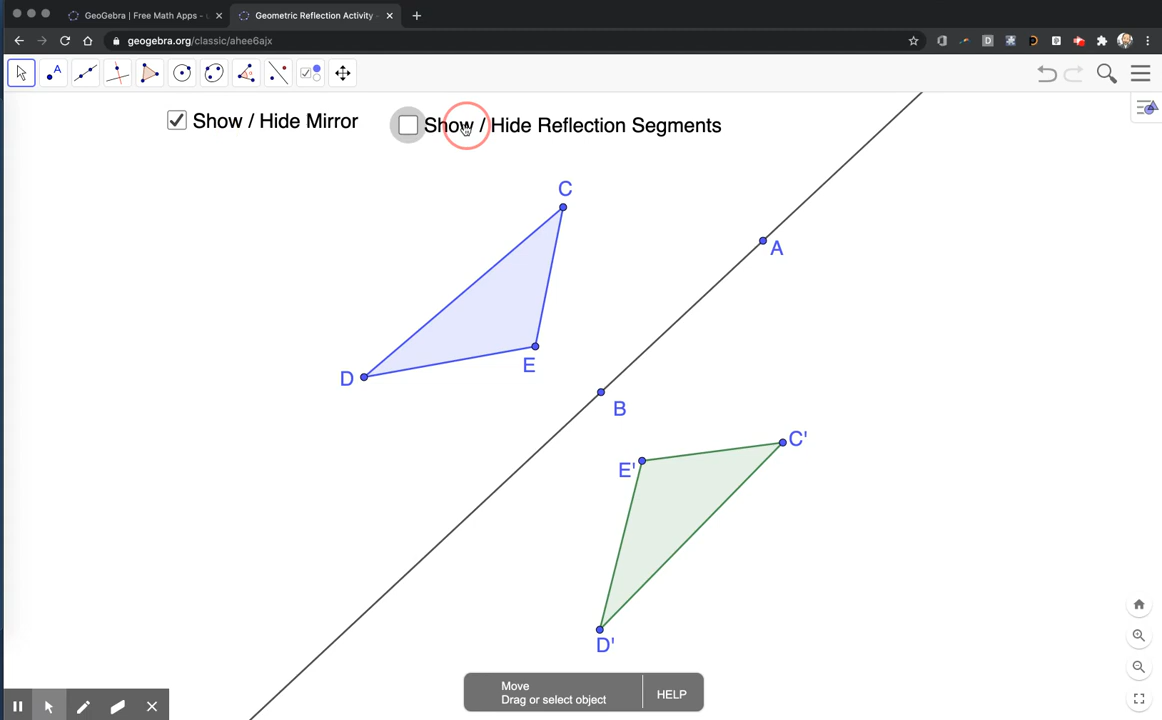 GeoGebra | Free Math Apps -
Geometric Reflection Activity
geogebra.org/classic/ahee6ajx
A
Show / Hide Mirror
Show / Hide Reflection Segments
C
A
D
E
B
C'
E'
D'
Move
Drag or select object
HELP